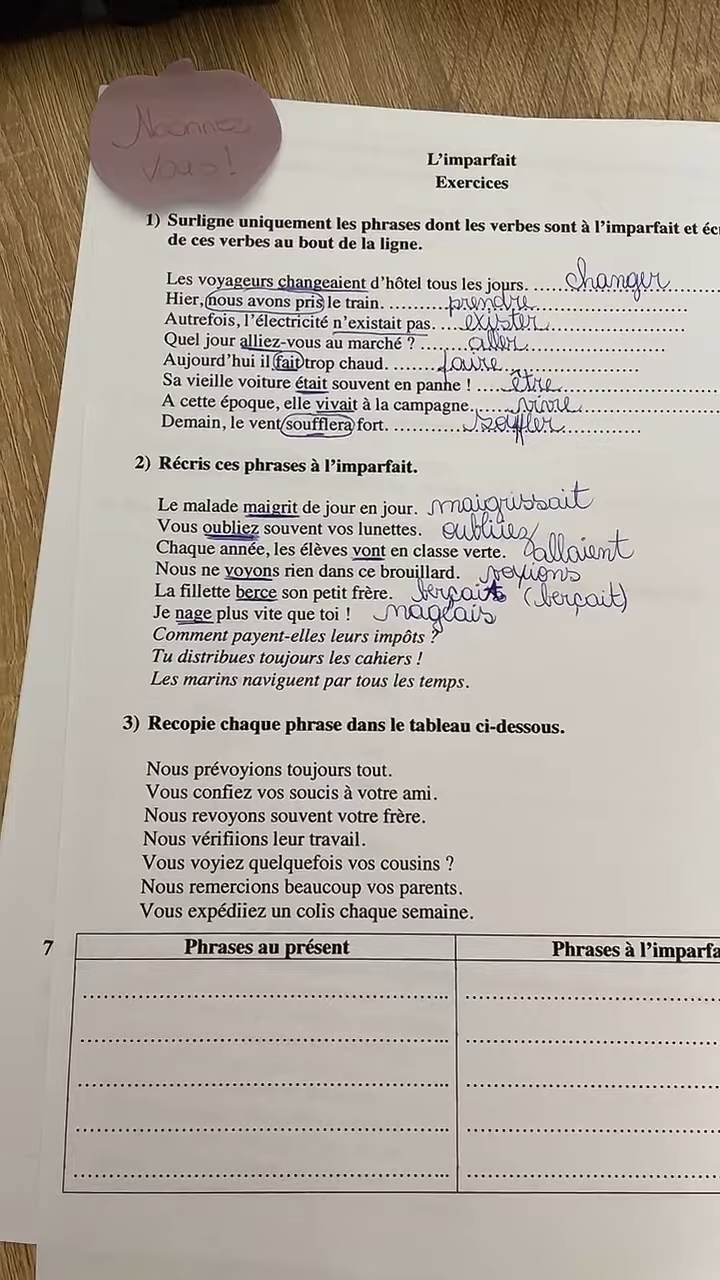 Abonnez
vous !
L'imparfait
Exercices
1) Surligne uniquement les phrases dont les verbes sont à l'imparfait et écr
de ces verbes au bout de la ligne.
Les voyageurs changeaient d'hôtel tous les jours. ..... changer
Hier, nous avons pris le train. .......... prendre
Autrefois, l'électricité n'existait pas. .... exister
Quel jour alliez-vous au marché ? ...... aller
Aujourd'hui il fait trop chaud. ........ faire
Sa vieille voiture était souvent en panne ! .... être
A cette époque, elle vivait à la campagne. .... vivre
Demain, le vent soufflera fort. ............ souffler
2) Récris ces phrases à l'imparfait.
Le malade maigrit de jour en jour. maigrissait
Vous oubliez souvent vos lunettes. oubliiez
Chaque année, les élèves vont en classe verte. allaient
Nous ne voyons rien dans ce brouillard. voyions
La fillette berce son petit frère. berçait (berçait)
Je nage plus vite que toi ! nageais
Comment payent-elles leurs impôts ?
Tu distribues toujours les cahiers !
Les marins naviguent par tous les temps.
3) Recopie chaque phrase dans le tableau ci-dessous.
Nous prévoyions toujours tout.
Vous confiez vos soucis à votre ami.
Nous revoyons souvent votre frère.
Nous vérifiions leur travail.
Vous voyiez quelquefois vos cousins ?
Nous remercions beaucoup vos parents.
Vous expédiiez un colis chaque semaine.
7 Phrases au présent Phrases à l'imparfa